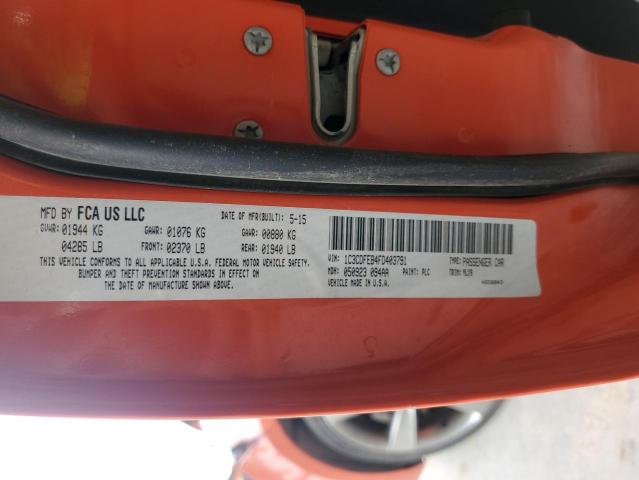 MFD BY FCA US LLC DATE OF MFR(BUILT): 5-15
GVWR: 01944 KG GAWR: 01076 KG GAWR: 00880 KG
04285 LB FRONT: 02370 LB REAR: 01940 LB
THIS VEHICLE CONFORMS TO ALL APPLICABLE U.S.A. FEDERAL MOTOR VEHICLE SAFETY,
BUMPER AND THEFT PREVENTION STANDARDS IN EFFECT ON
THE DATE OF MANUFACTURE SHOWN ABOVE.
VIN: 1C3CDFEB4FD403791 TYPE: PASSENGER CAR
MDH: 050923 094AA PAINT: PLC TRIM:
VEHICLE MADE IN U.S.A.